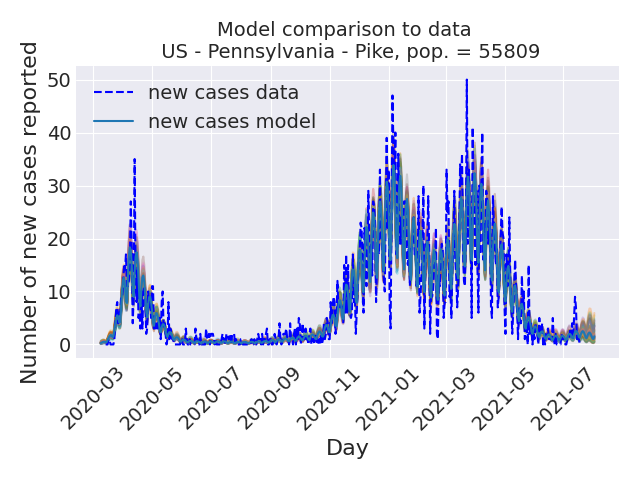 Model comparison to data
US - Pennsylvania - Pike, pop. = 55809
Number of new cases reported
50
40
30
20
10
0
new cases data
new cases model
2020-03
2020-05
2020-07
2020-09
2020-11
2021-01
2021-03
2021-05
2021-07
Day